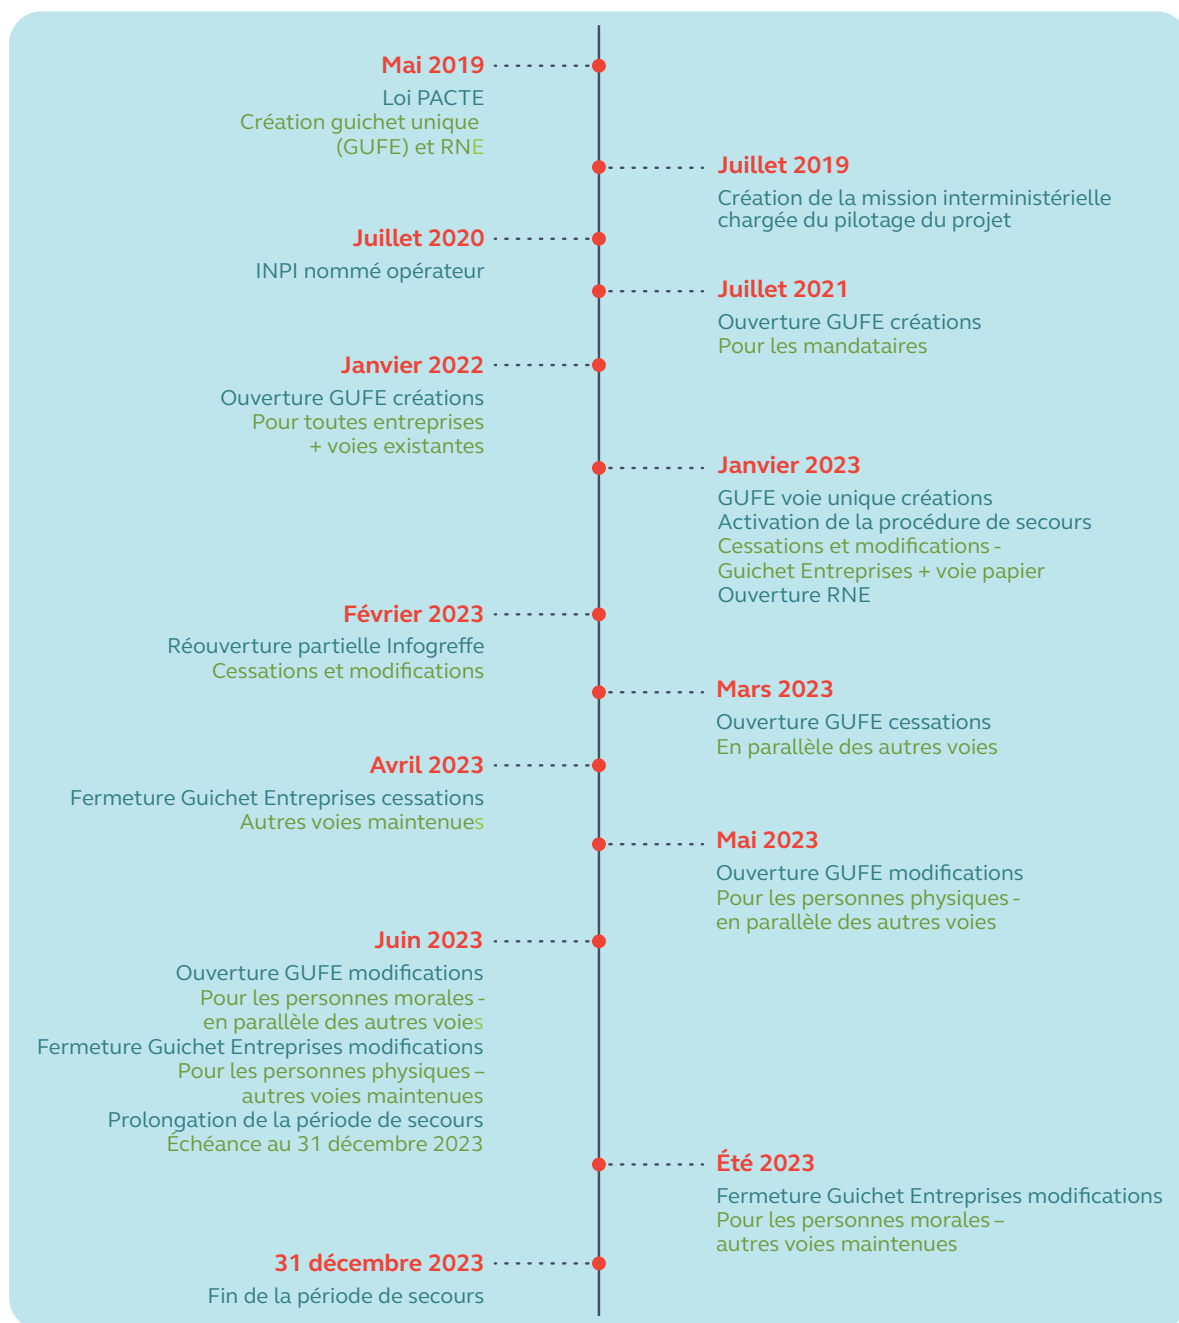 Mai 2019
Loi PACTE
Création guichet unique
(GUFE) et RNE
Juillet 2019
Création de la mission interministérielle
chargée du pilotage du projet
Juillet 2020
INPI nommé opérateur
Juillet 2021
Ouverture GUFE créations
Pour les mandataires
Janvier 2022
Ouverture GUFE créations
Pour toutes entreprises
+ voies existantes
Janvier 2023
GUFE voie unique créations
Activation de la procédure de secours
Cessations et modifications -
Guichet Entreprises + voie papier
Ouverture RNE
Février 2023
Réouverture partielle Infogreffe
Cessations et modifications
Mars 2023
Ouverture GUFE cessations
En parallèle des autres voies
Avril 2023
Fermeture Guichet Entreprises cessations
Autres voies maintenues
Mai 2023
Ouverture GUFE modifications
Pour les personnes physiques -
en parallèle des autres voies
Juin 2023
Ouverture GUFE modifications
Pour les personnes morales -
en parallèle des autres voies
Fermeture Guichet Entreprises modifications
Pour les personnes physiques –
autres voies maintenues
Prolongation de la période de secours
Échéance au 31 décembre 2023
Été 2023
Fermeture Guichet Entreprises modifications
Pour les personnes morales –
autres voies maintenues
31 décembre 2023
Fin de la période de secours